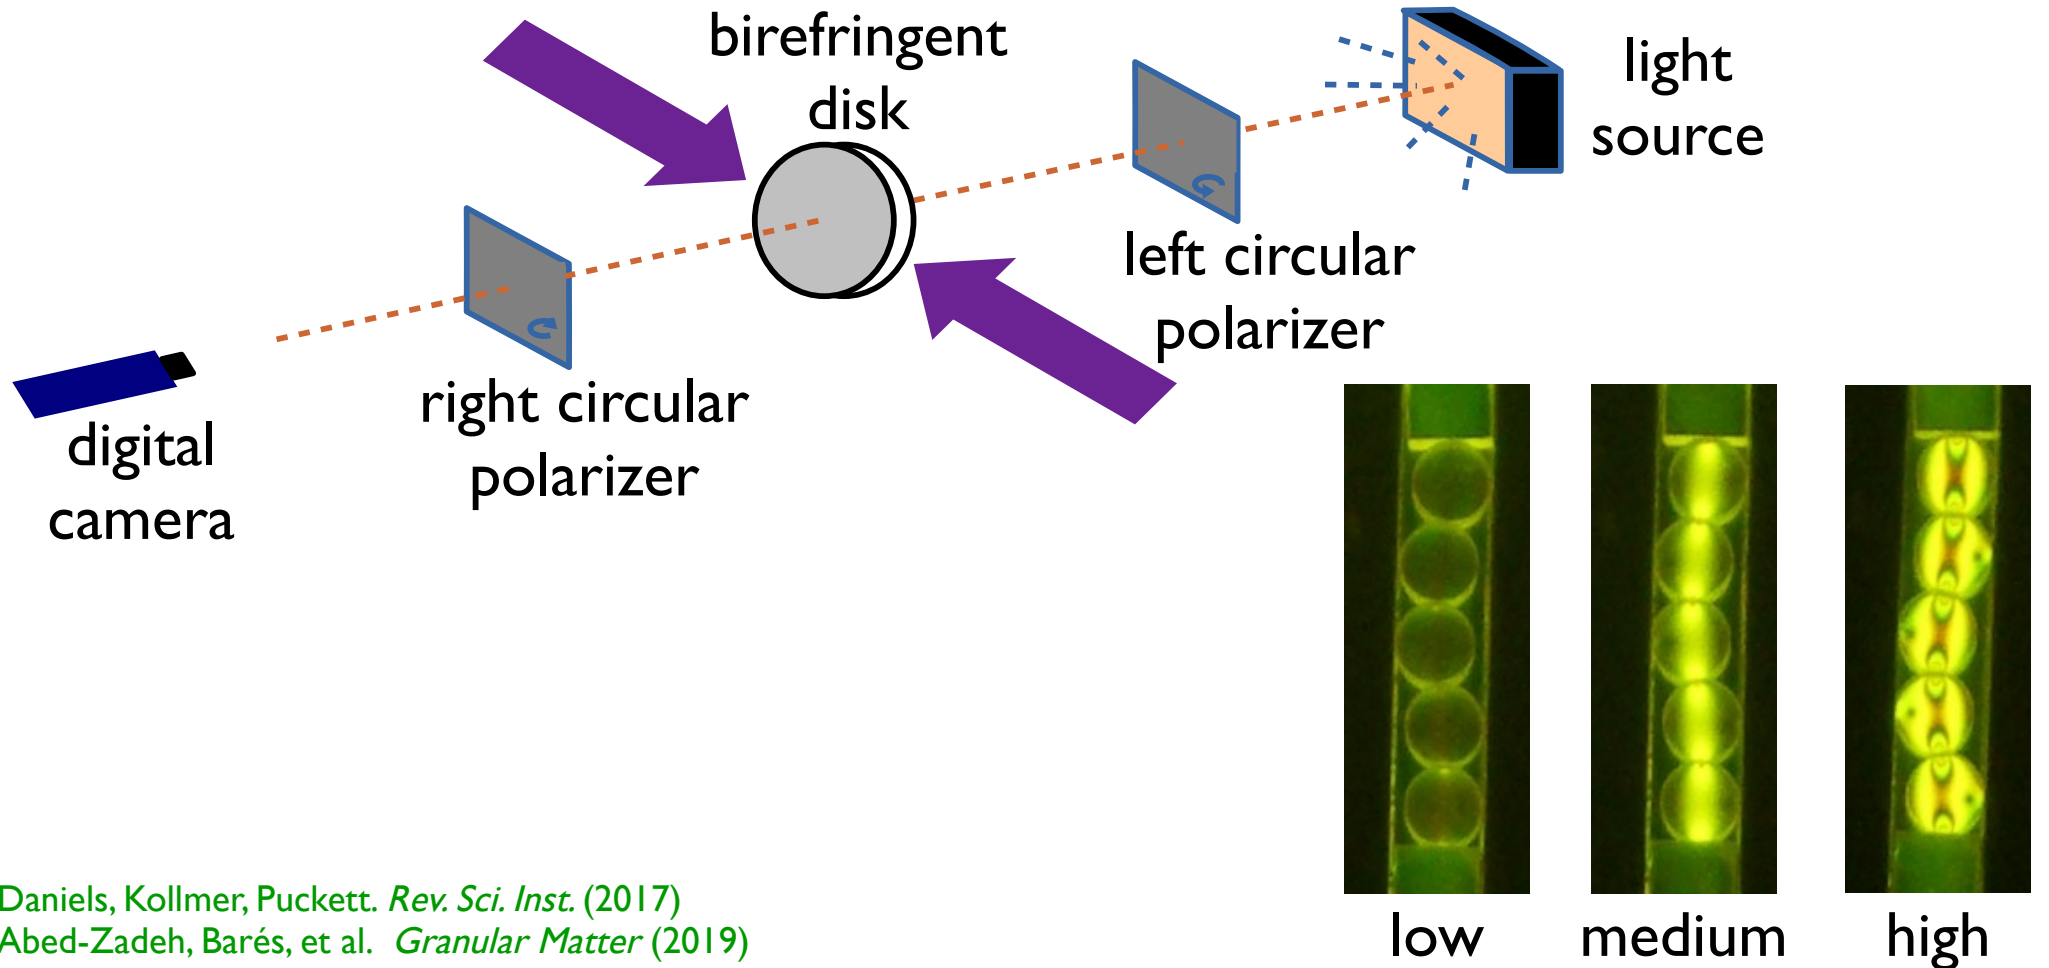 birefringent
disk
light
source
left circular
polarizer
right circular
polarizer
digital
camera
low
medium
high
Daniels, Kollmer, Puckett. Rev. Sci. Inst. (2017)
Abed-Zadeh, Barés, et al. Granular Matter (2019)